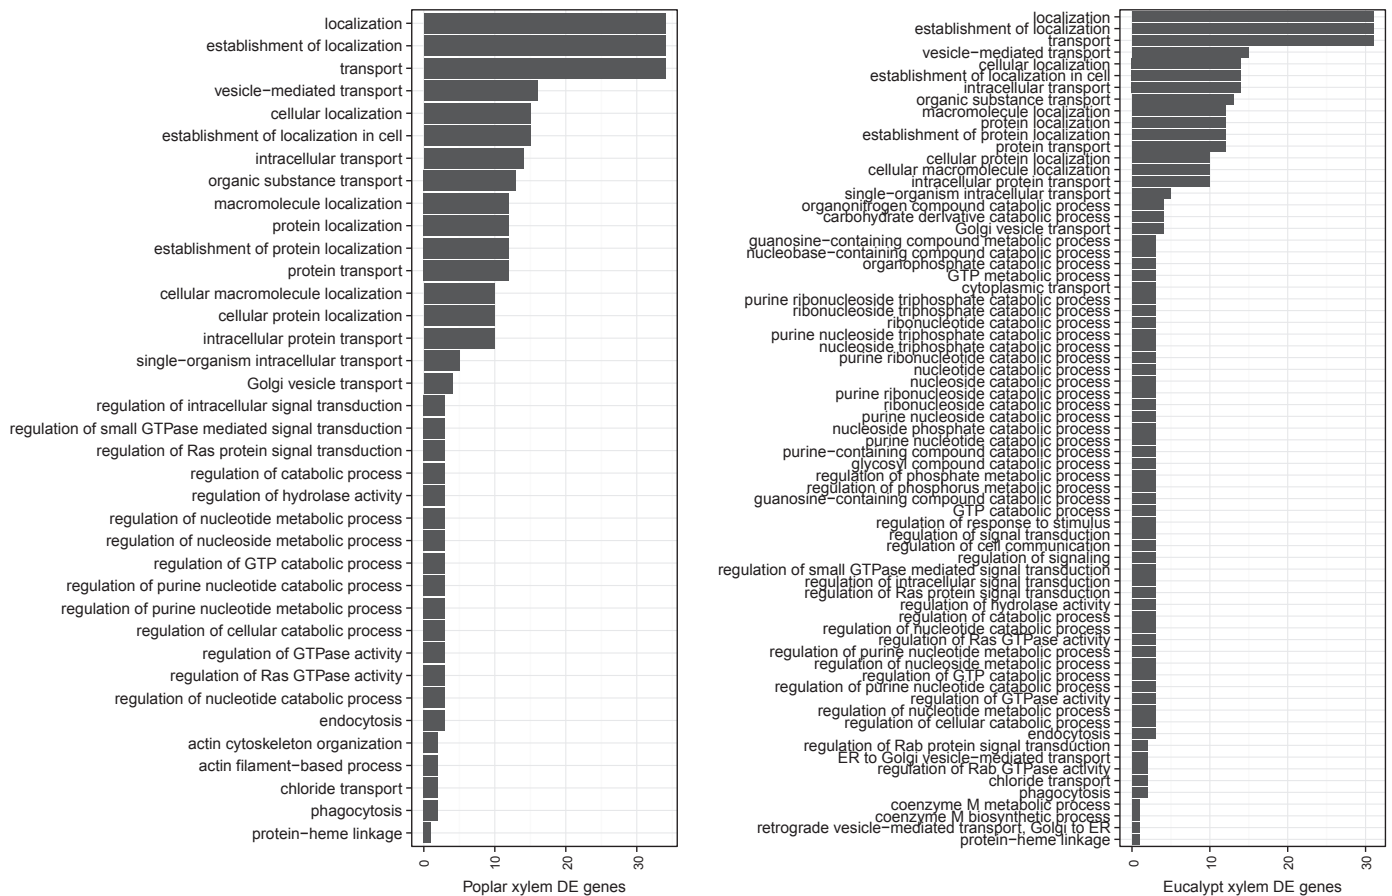 localization
establishment of localization
transport
vesicle−mediated transport
cellular localization
establishment of localization in cell
intracellular transport
organic substance transport
macromolecule localization
protein localization
establishment of protein localization
protein transport
cellular macromolecule localization
cellular protein localization
intracellular protein transport
single−organism intracellular transport
Golgi vesicle transport
regulation of intracellular signal transduction
regulation of small GTPase mediated signal transduction
regulation of Ras protein signal transduction
regulation of catabolic process
regulation of hydrolase activity
regulation of nucleotide metabolic process
regulation of nucleoside metabolic process
regulation of GTP catabolic process
regulation of purine nucleotide catabolic process
regulation of purine nucleotide metabolic process
regulation of cellular catabolic process
regulation of GTPase activity
regulation of Ras GTPase activity
regulation of nucleotide catabolic process
endocytosis
actin cytoskeleton organization
actin filament−based process
chloride transport
phagocytosis
protein−heme linkage
0 10 20 30
Poplar xylem DE genes
localization
establishment of localization
transport
vesicle−mediated transport
cellular localization
establishment of localization in cell
intracellular transport
organic substance transport
macromolecule localization
protein localization
establishment of protein localization
protein transport
cellular protein localization
cellular macromolecule localization
intracellular protein transport
single−organism intracellular transport
organonitrogen compound catabolic process
carbohydrate derivative catabolic process
Golgi vesicle transport
guanosine−containing compound metabolic process
nucleobase−containing compound catabolic process
organophosphate catabolic process
GTP metabolic process
cytoplasmic transport
purine ribonucleoside triphosphate catabolic process
ribonucleoside triphosphate catabolic process
ribonucleotide catabolic process
purine nucleoside triphosphate catabolic process
nucleoside triphosphate catabolic process
purine ribonucleotide catabolic process
nucleotide catabolic process
nucleoside catabolic process
purine ribonucleoside catabolic process
ribonucleoside catabolic process
purine nucleoside catabolic process
nucleoside phosphate catabolic process
purine nucleotide catabolic process
purine−containing compound catabolic process
glycosyl compound catabolic process
regulation of phosphate metabolic process
regulation of phosphorus metabolic process
guanosine−containing compound catabolic process
GTP catabolic process
regulation of response to stimulus
regulation of signal transduction
regulation of cell communication
regulation of signaling
regulation of small GTPase mediated signal transduction
regulation of intracellular signal transduction
regulation of Ras protein signal transduction
regulation of hydrolase activity
regulation of catabolic process
regulation of nucleotide catabolic process
regulation of Ras GTPase activity
regulation of purine nucleotide metabolic process
regulation of nucleoside metabolic process
regulation of GTP catabolic process
regulation of purine nucleotide catabolic process
regulation of GTPase activity
regulation of nucleotide metabolic process
regulation of cellular catabolic process
endocytosis
regulation of Rab protein signal transduction
ER to Golgi vesicle−mediated transport
regulation of Rab GTPase activity
chloride transport
phagocytosis
coenzyme M metabolic process
coenzyme M biosynthetic process
retrograde vesicle−mediated transport, Golgi to ER
protein−heme linkage
0 10 20 30
Eucalypt xylem DE genes